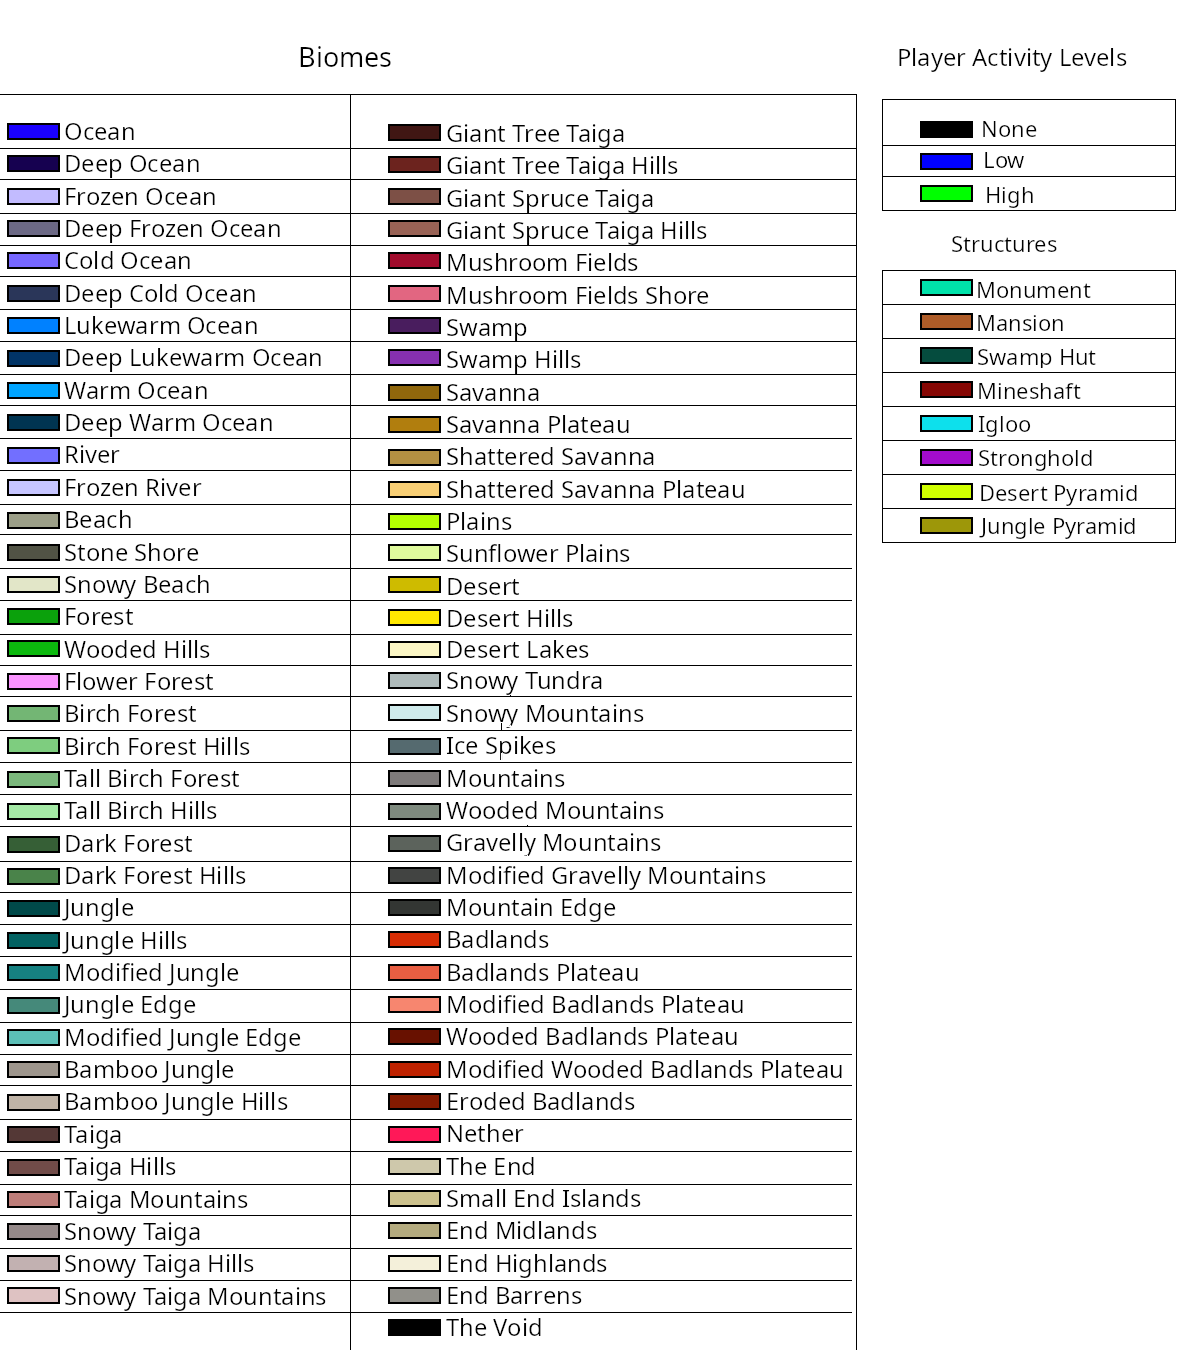 Biomes
Ocean
Deep Ocean
Frozen Ocean
Deep Frozen Ocean
Cold Ocean
Deep Cold Ocean
Lukewarm Ocean
Deep Lukewarm Ocean
Warm Ocean
Deep Warm Ocean
River
Frozen River
Beach
Stone Shore
Snowy Beach
Forest
Wooded Hills
Flower Forest
Birch Forest
Birch Forest Hills
Tall Birch Forest
Tall Birch Hills
Dark Forest
Dark Forest Hills
Jungle
Jungle Hills
Modified Jungle
Jungle Edge
Modified Jungle Edge
Bamboo Jungle
Bamboo Jungle Hills
Taiga
Taiga Hills
Taiga Mountains
Snowy Taiga
Snowy Taiga Hills
Snowy Taiga Mountains
Giant Tree Taiga
Giant Tree Taiga Hills
Giant Spruce Taiga
Giant Spruce Taiga Hills
Mushroom Fields
Mushroom Fields Shore
Swamp
Swamp Hills
Savanna
Savanna Plateau
Shattered Savanna
Shattered Savanna Plateau
Plains
Sunflower Plains
Desert
Desert Hills
Desert Lakes
Snowy Tundra
Snowy Mountains
Ice Spikes
Mountains
Wooded Mountains
Gravelly Mountains
Modified Gravelly Mountains
Mountain Edge
Badlands
Badlands Plateau
Modified Badlands Plateau
Wooded Badlands Plateau
Modified Wooded Badlands Plateau
Eroded Badlands
Nether
The End
Small End Islands
End Midlands
End Highlands
End Barrens
The Void
Player Activity Levels
None
Low
High
Structures
Monument
Mansion
Swamp Hut
Mineshaft
Igloo
Stronghold
Desert Pyramid
Jungle Pyramid